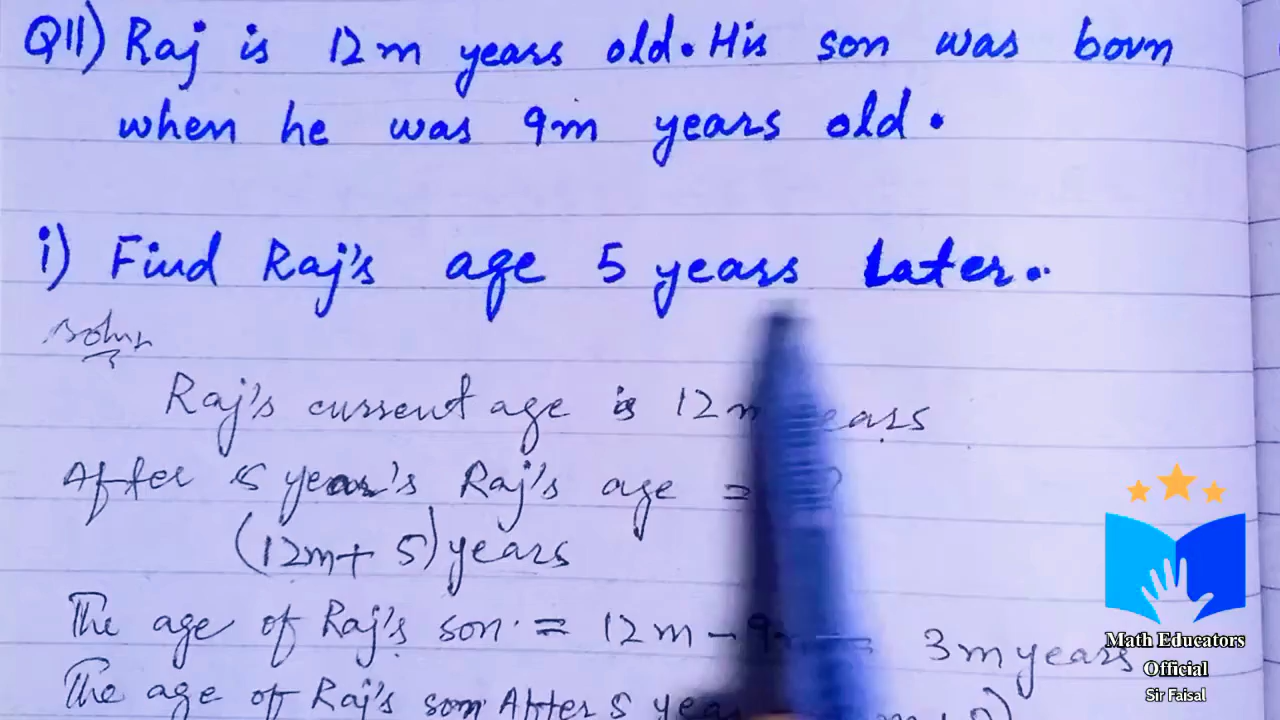 Q11) Raj is 12m years old. His son was born
when he was 9m years old.
i) Find Raj's age 5 years Later.
Soln
Raj's current age is 12m years
After 5 year's Raj's age = ?
(12m + 5) years
The age of Raj's son = 12m - 9m = 3m years
The age of Raj's son After 5
Math Educators
Official
Sir Faisal